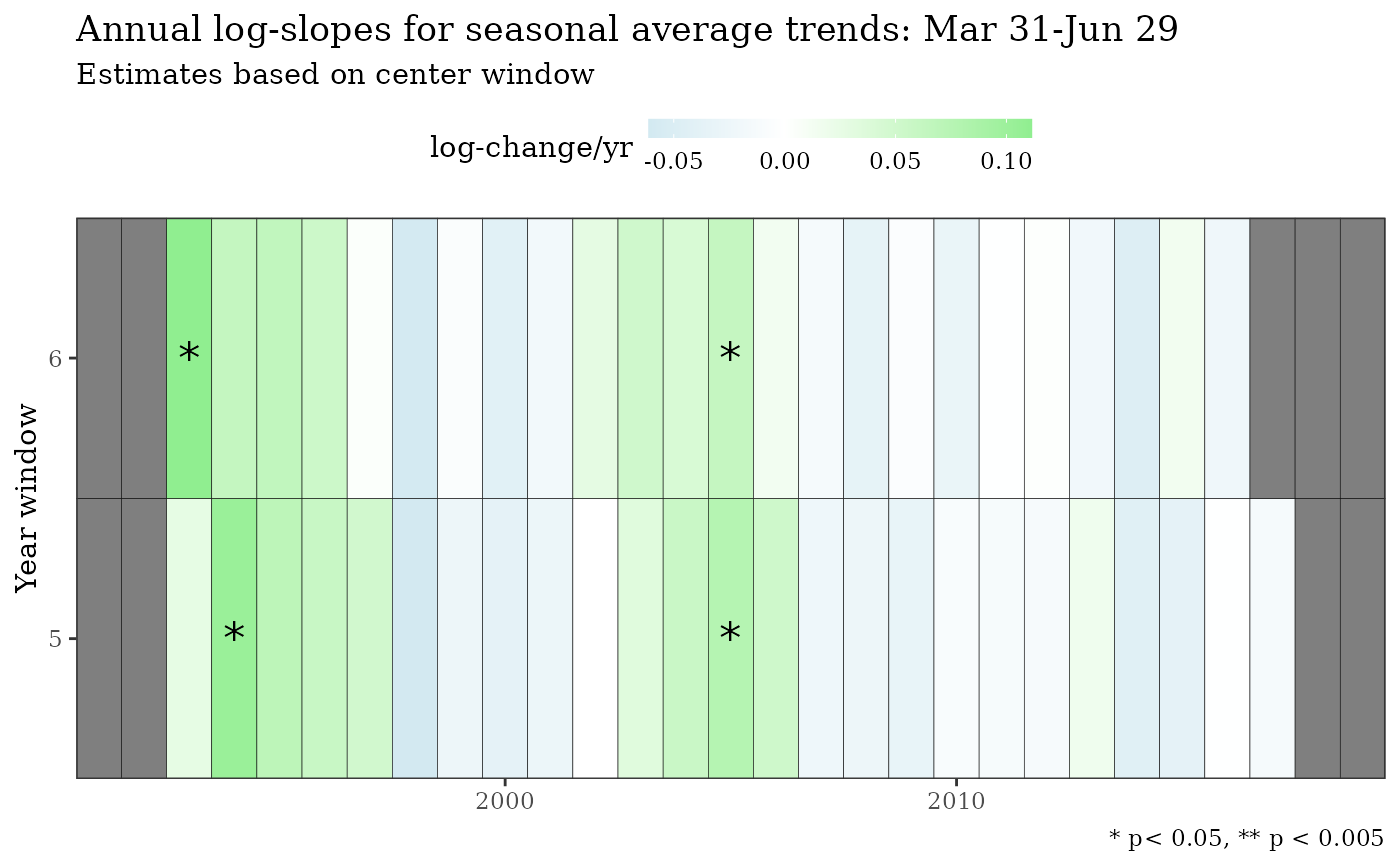 Annual log-slopes for seasonal average trends: Mar 31-Jun 29
Estimates based on center window
log-change/yr
-0.05 0.00 0.05 0.10
Year window
6
* *
5
* *
2000 2010
* p< 0.05, ** p < 0.005